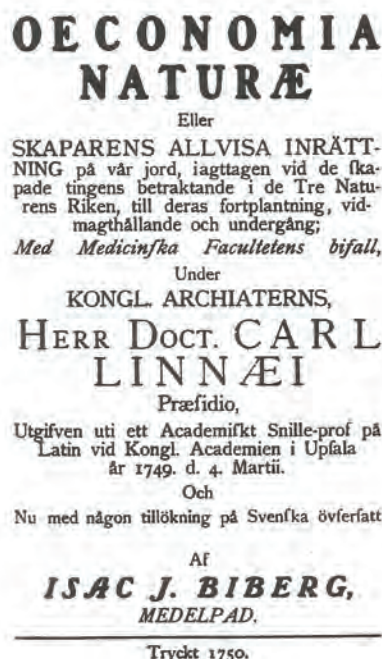 OECONOMIA
NATURÆ
Eller
SKAPARENS ALLVISA INRÄTT-
NING på vår jord, iagttagen vid de ſka-
pade tingens betraktande i de Tre Natu-
rens Riken, till deras fortplantning, vid-
magthållande och undergång;
Med Medicinſka Facultetens bifall,
Under
KONGL. ARCHIATERNS,
HERR DOCT. CARL
LINNÆI
Præſidio,
Utgifven uti ett Academiſkt Snille-prof på
Latin vid Kongl. Academien i Upſala
år 1749. d. 4. Martii.
Och
Nu med någon tillökning på Svenſka övferſatt
Af
ISAC J. BIBERG,
MEDELPAD.
Tryckt 1750.